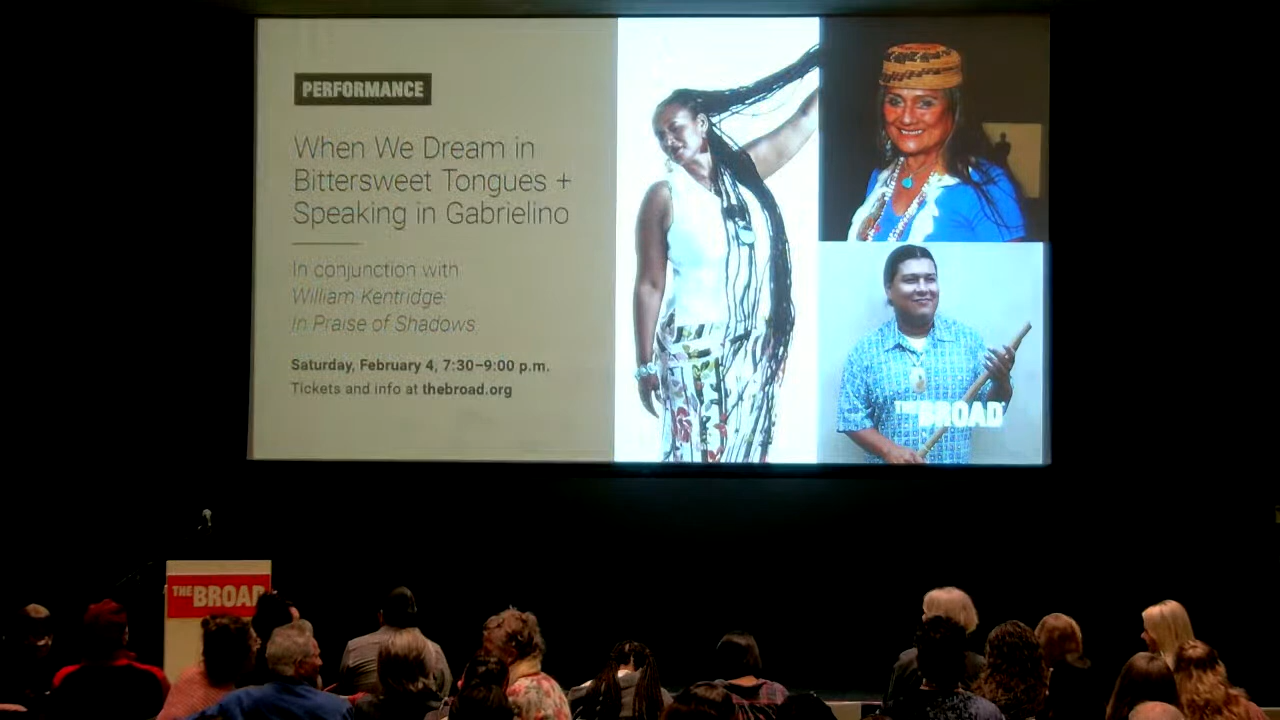 PERFORMANCE
When We Dream in
Bittersweet Tongues +
Speaking in Gabrielino
In conjunction with
William Kentridge:
In Praise of Shadows
Saturday, February 4, 7:30–9:00 p.m.
Tickets and info at thebroad.org
THE BROAD
THE BROAD